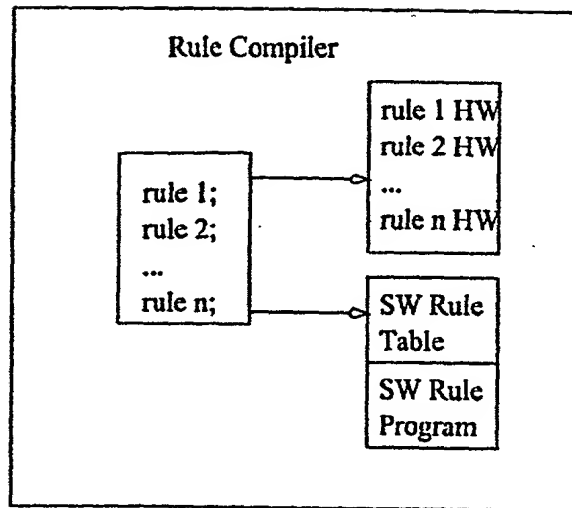 Rule Compiler
rule 1;
rule 2;
...
rule n;
rule 1 HW
rule 2 HW
...
rule n HW
SW Rule
Table
SW Rule
Program